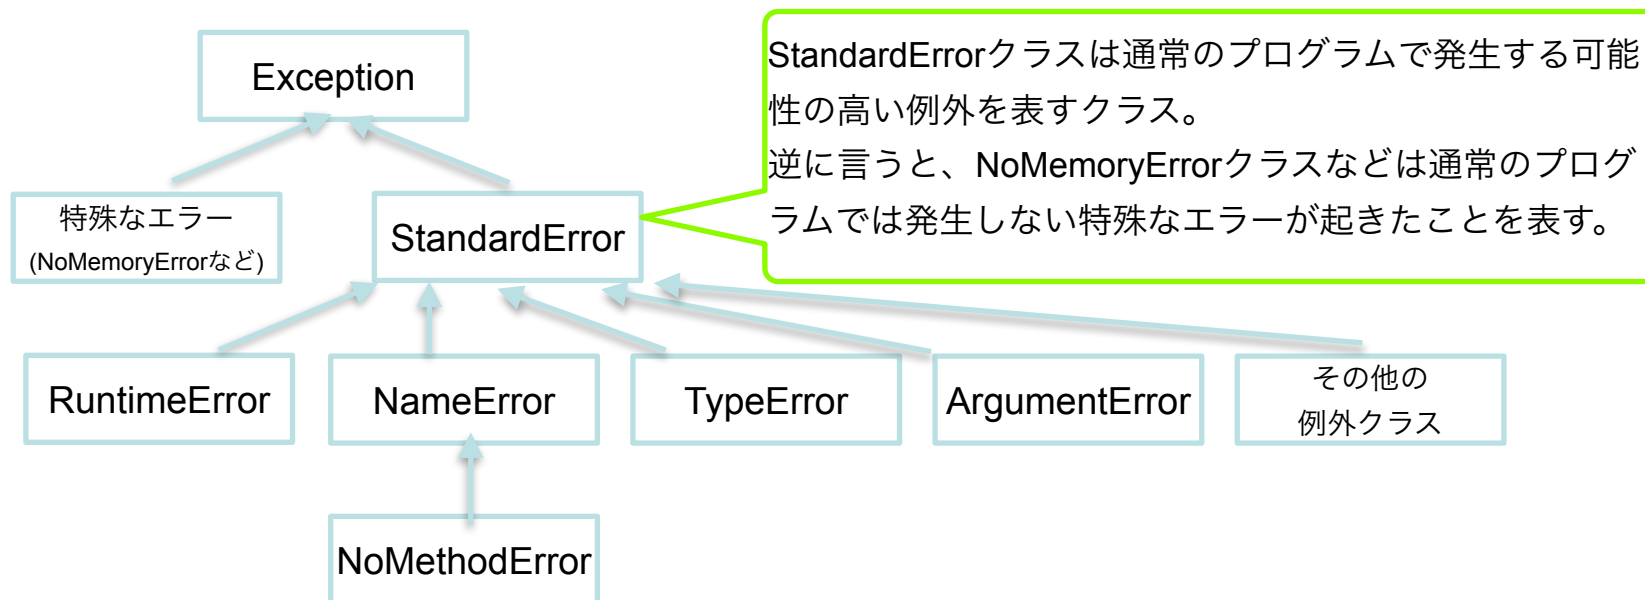 Exception
StandardErrorクラスは通常のプログラムで発生する可能
性の高い例外を表すクラス。
逆に言うと、NoMemoryErrorクラスなどは通常のプログ
ラムでは発生しない特殊なエラーが起きたことを表す。
特殊なエラー
(NoMemoryErrorなど)
StandardError
RuntimeError
NameError
TypeError
ArgumentError
その他の
例外クラス
NoMethodError